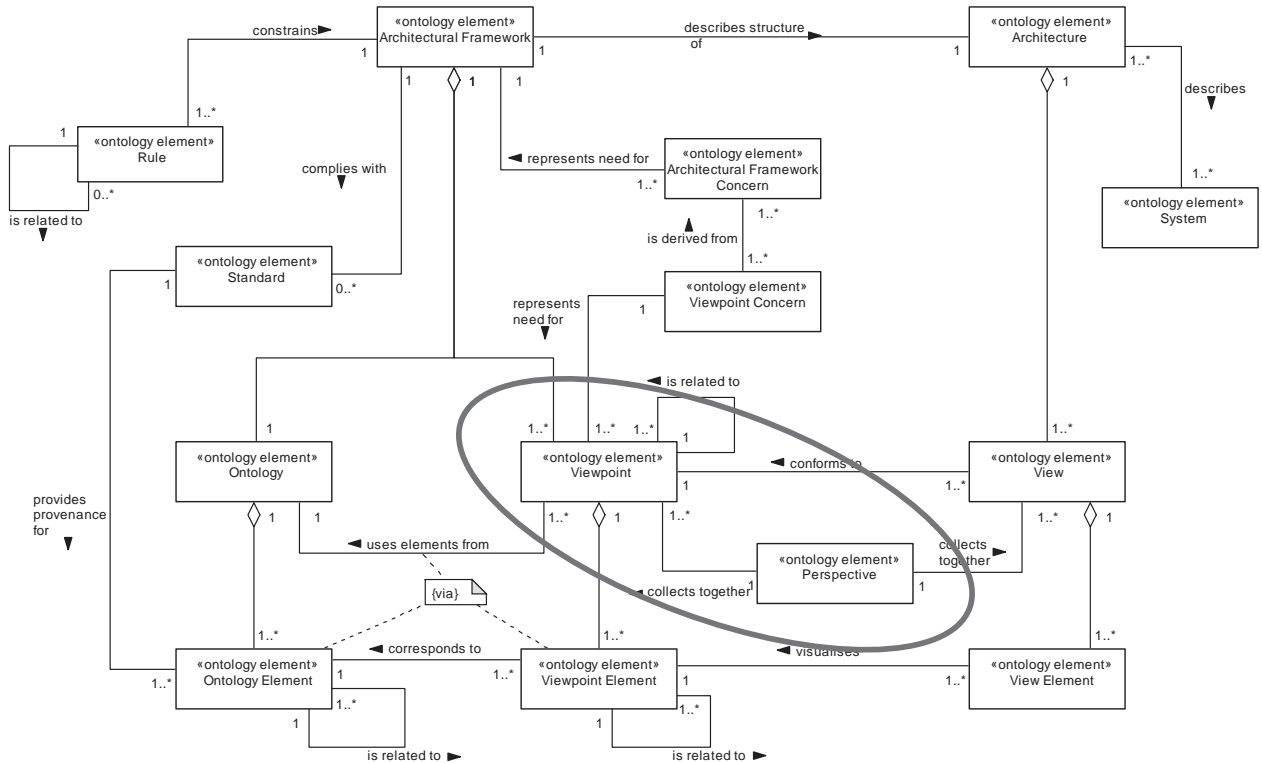 «ontology element»
Architectural Framework
«ontology element»
Architecture
constrains
describes structure
of
1
1
1
1..*
1
1
1
1
describes
1..*
1
«ontology element»
Rule
0..*
is related to
complies with
represents need for
1..*
«ontology element»
Architectural Framework
Concern
1..*
1..*
«ontology element»
System
is derived from
1..*
«ontology element»
Standard
1
0..*
«ontology element»
Viewpoint Concern
1
represents
need for
is related to
1
1..*
1..*
1..*
1
1..*
«ontology element»
Ontology
«ontology element»
Viewpoint
conforms to
«ontology element»
View
1
1..*
provides
provenance
for
1
1
1..*
1
1..*
1..*
1
uses elements from
«ontology element»
Perspective
collects
together
{via}
collects together
1
1
1..*
1..*
1..*
«ontology element»
Ontology Element
corresponds to
«ontology element»
Viewpoint Element
visualises
«ontology element»
View Element
1..*
1
1..*
1
1..*
1..*
1
1..*
1
is related to
is related to